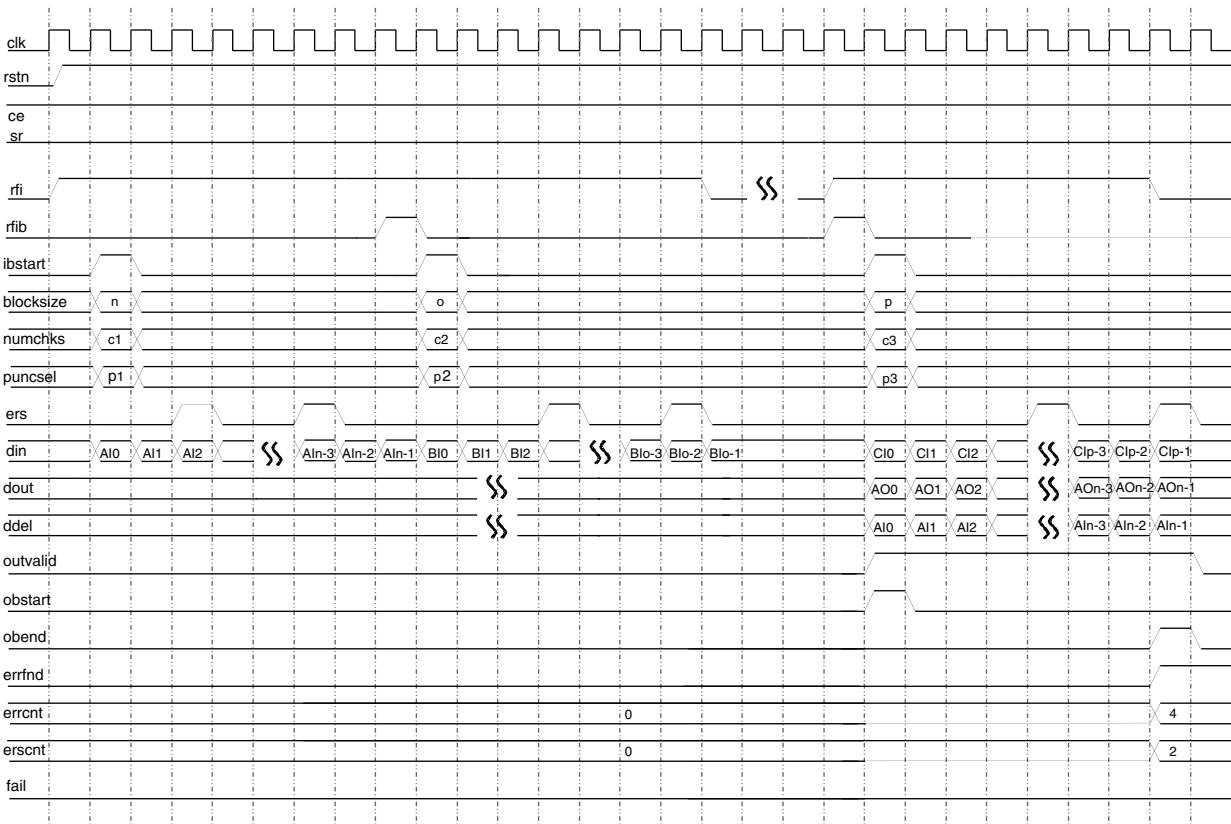 clk
rstn
ce
sr
rfi
rfib
ibstart
blocksize n o p
numchks c1 c2 c3
puncsel p1 p2 p3
ers
din AI0 AI1 AI2 AIn-3 AIn-2 AIn-1 BI0 BI1 BI2 BIo-3 BIo-2 BIo-1 CI0 CI1 CI2 CIp-3 CIp-2 CIp-1
dout AO0 AO1 AO2 AOn-3 AOn-2 AOn-1
ddel AI0 AI1 AI2 AIn-3 AIn-2 AIn-1
outvalid
obstart
obend
errfnd
errcnt 0 4
erscnt 0 2
fail